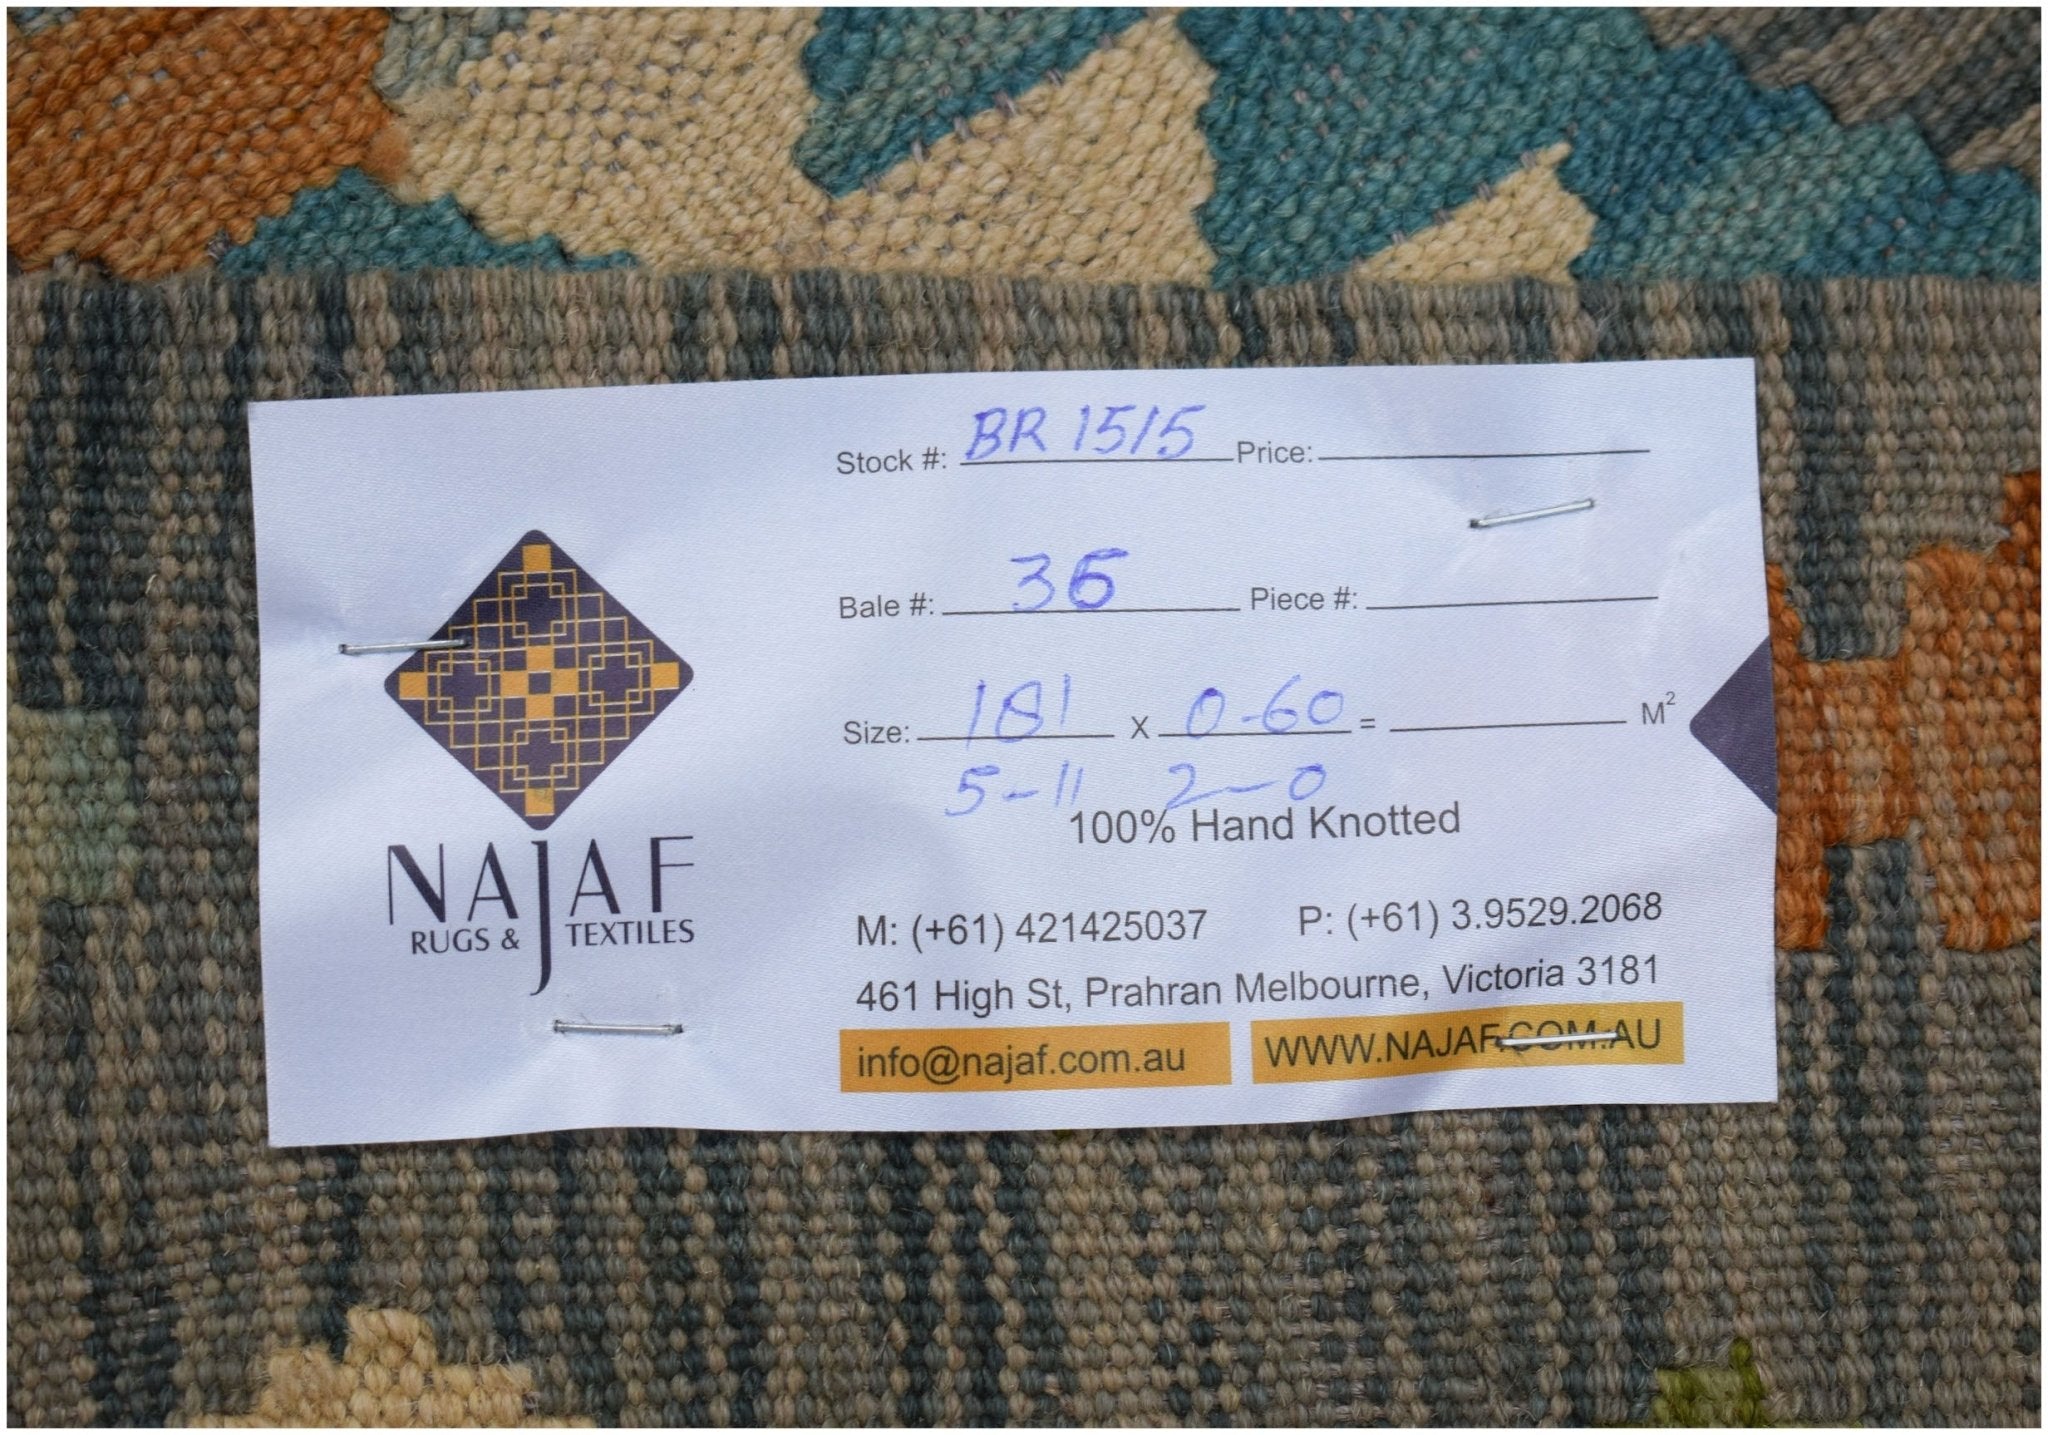 Stock #: BR 1515 Price:
Bale #: 36 Piece #:
Size: 181 X 0-60 = M²
5-11 2-0
100% Hand Knotted
NAJAF
RUGS & TEXTILES
M: (+61) 421425037 P: (+61) 3.9529.2068
461 High St, Prahran Melbourne, Victoria 3181
info@najaf.com.au WWW.NAJAF.COM.AU